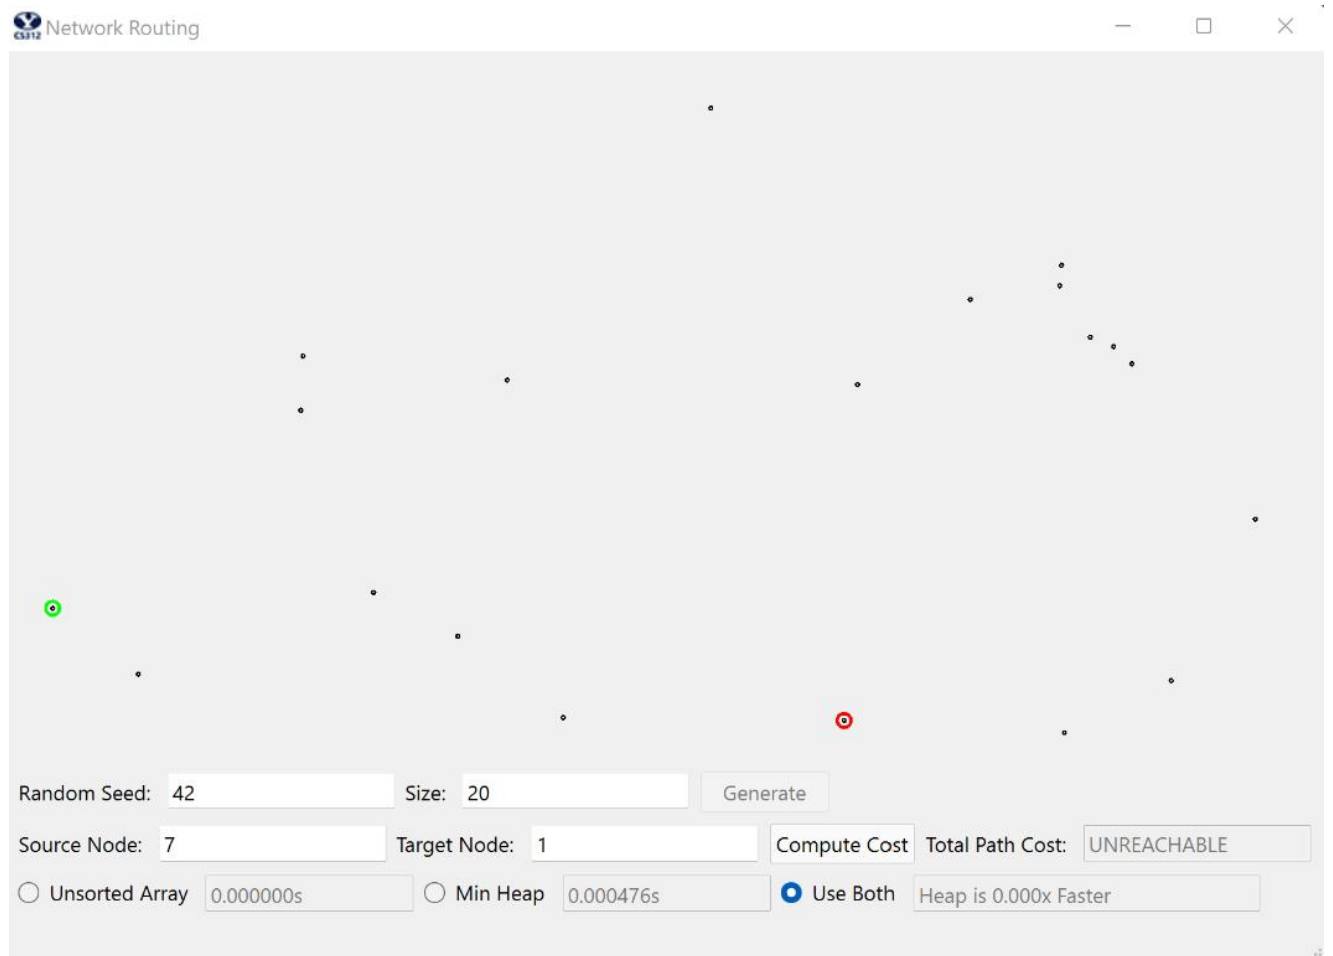 CS312 Network Routing
Random Seed: 42 Size: 20 Generate
Source Node: 7 Target Node: 1 Compute Cost Total Path Cost: UNREACHABLE
Unsorted Array 0.000000s Min Heap 0.000476s Use Both Heap is 0.000x Faster